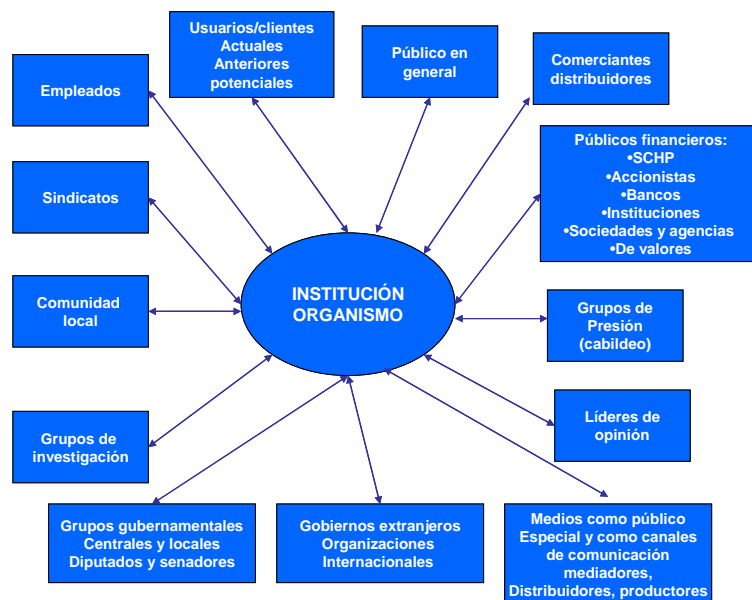 Usuarios/clientes
Actuales
Anteriores
potenciales
Público en
general
Comerciantes
distribuidores
Empleados
Públicos financieros:
•SCHP
•Accionistas
•Bancos
•Instituciones
•Sociedades y agencias
•De valores
Sindicatos
INSTITUCIÓN
ORGANISMO
Comunidad
local
Grupos de
Presión
(cabildeo)
Líderes de
opinión
Grupos de
investigación
Grupos gubernamentales
Centrales y locales
Diputados y senadores
Gobiernos extranjeros
Organizaciones
Internacionales
Medios como público
Especial y como canales
de comunicación
mediadores,
Distribuidores, productores